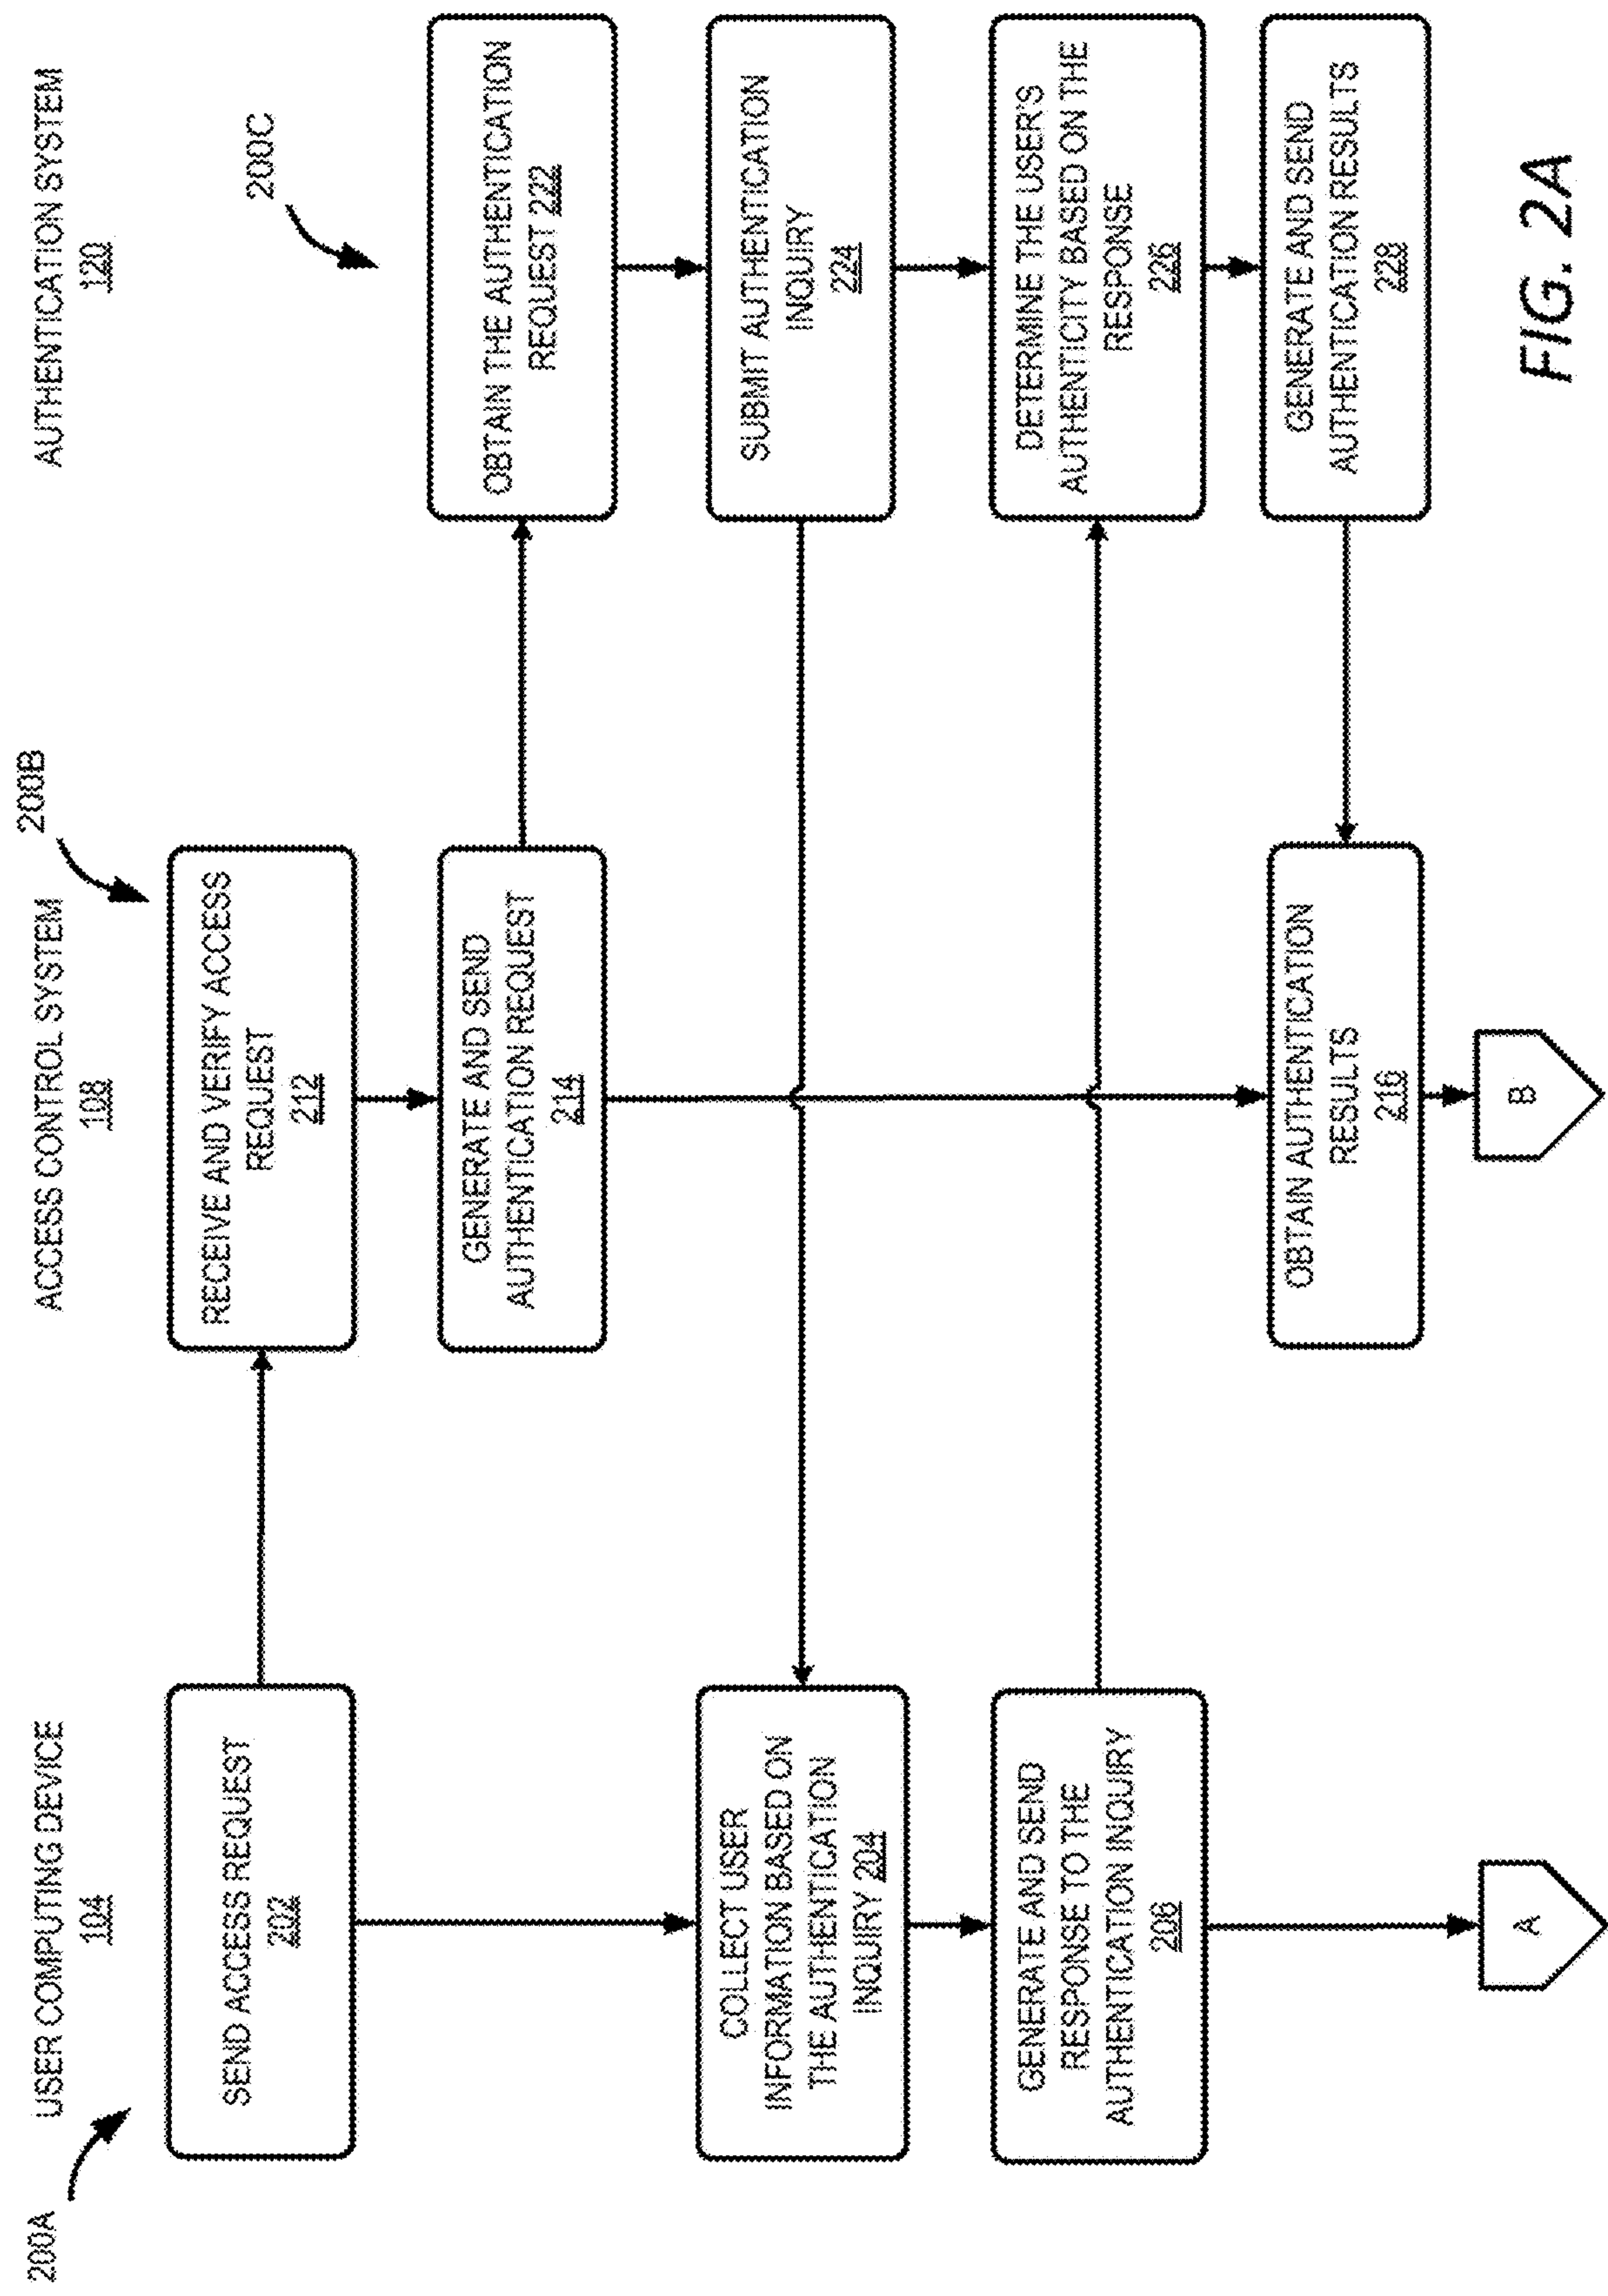 USER COMPUTING DEVICE
104
ACCESS CONTROL SYSTEM
108
AUTHENTICATION SYSTEM
120
200A
200B
200C
SEND ACCESS REQUEST
202
RECEIVE AND VERIFY ACCESS
REQUEST
212
GENERATE AND SEND
AUTHENTICATION REQUEST
214
OBTAIN THE AUTHENTICATION
REQUEST 222
SUBMIT AUTHENTICATION
INQUIRY
224
COLLECT USER
INFORMATION BASED ON
THE AUTHENTICATION
INQUIRY 204
GENERATE AND SEND
RESPONSE TO THE
AUTHENTICATION INQUIRY
208
DETERMINE THE USER'S
AUTHENTICITY BASED ON THE
RESPONSE
226
GENERATE AND SEND
AUTHENTICATION RESULTS
228
OBTAIN AUTHENTICATION
RESULTS
216
A
B
FIG. 2A